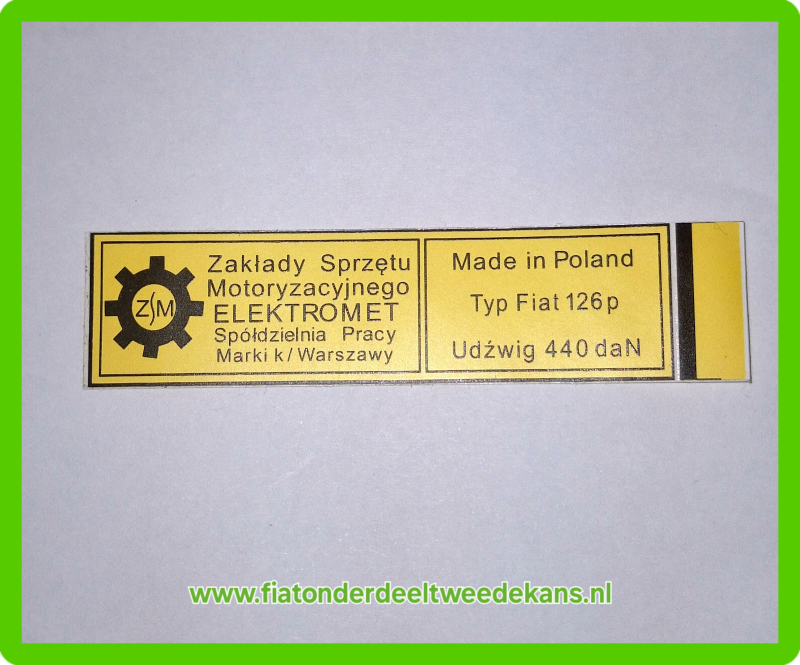 ZSM
Zakłady Sprzętu
Motoryzacyjnego
ELEKTROMET
Spółdzielnia Pracy
Marki k/Warszawy
Made in Poland
Typ Fiat 126p
Udźwig 440 daN
www.fiatonderdeeltweedekans.nl